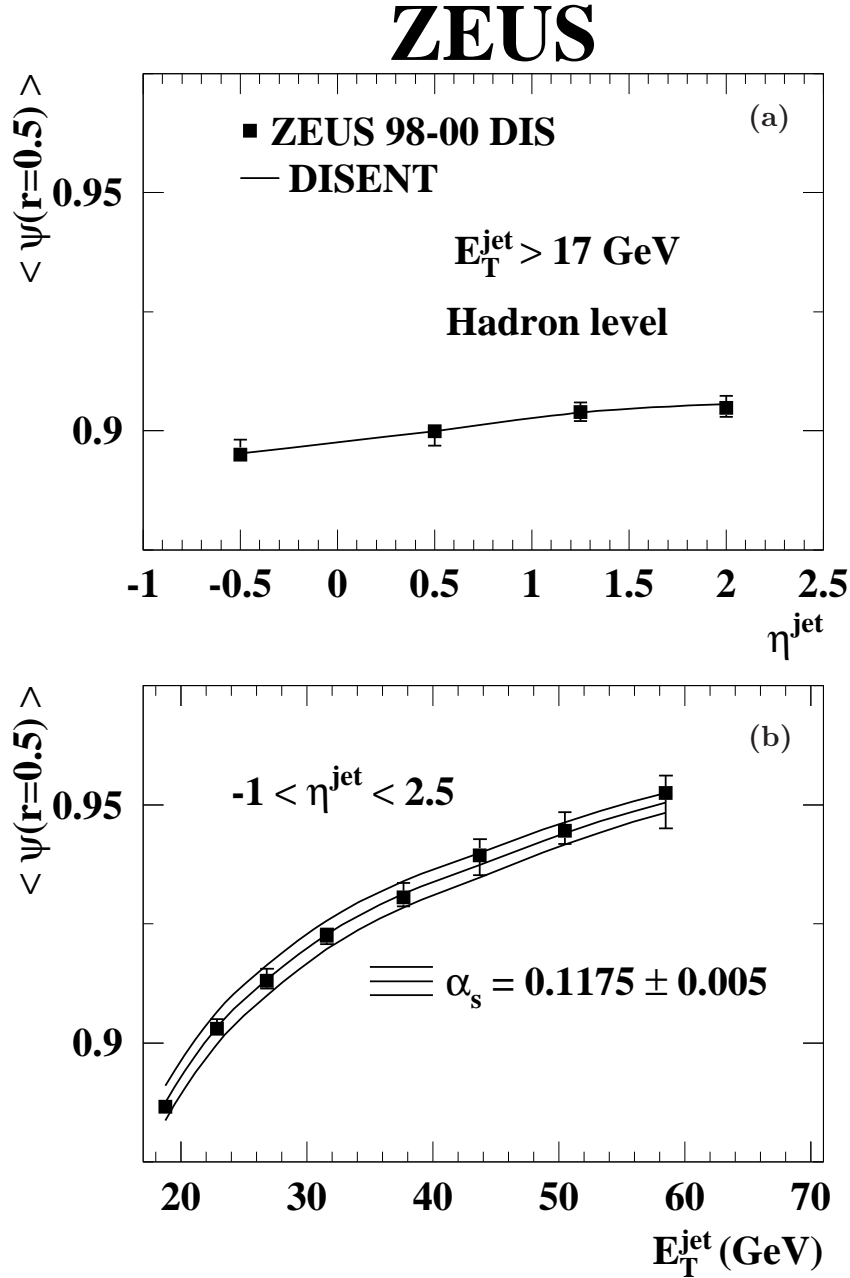 ZEUS
< ψ(r=0.5) >
(a)
ZEUS 98-00 DIS
DISENT
0.95
E_T^jet > 17 GeV
Hadron level
0.9
-1 -0.5 0 0.5 1 1.5 2 2.5
η^jet
< ψ(r=0.5) >
(b)
-1 < η^jet < 2.5
0.95
α_s = 0.1175 ± 0.005
0.9
20 30 40 50 60 70
E_T^jet (GeV)